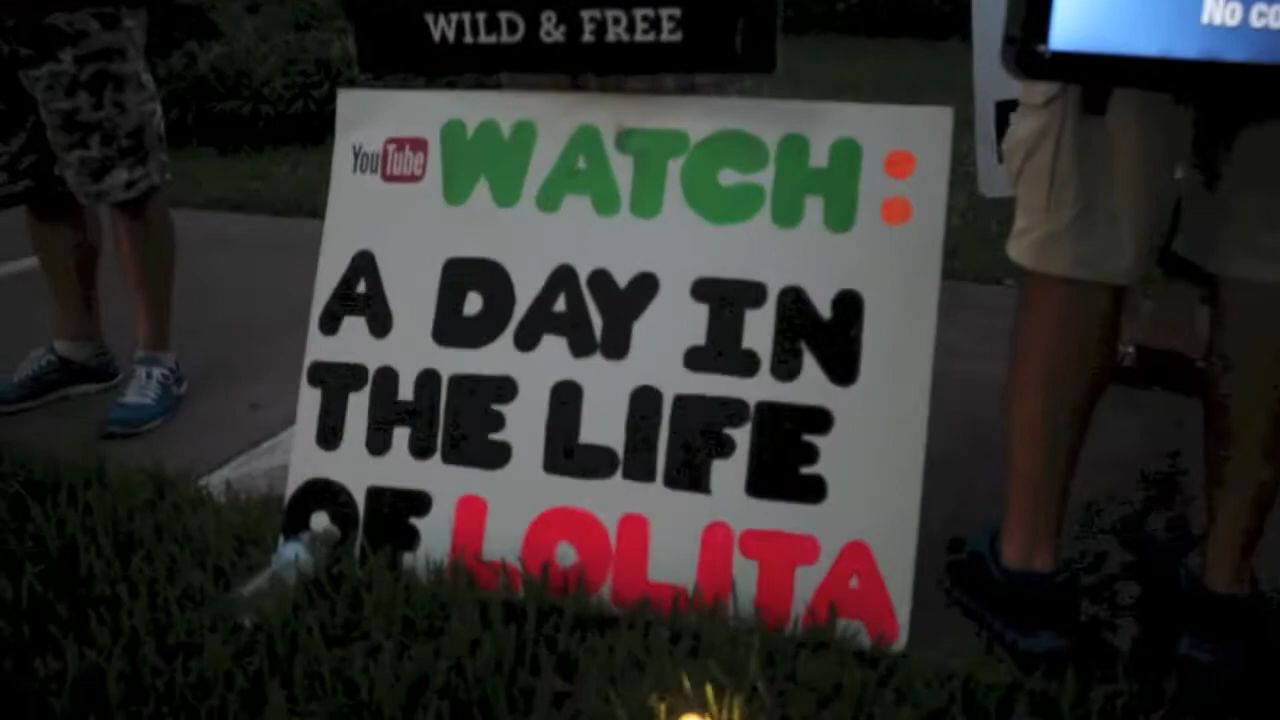 WILD & FREE
No co
YouTube WATCH:
A DAY IN
THE LIFE
OF LOLITA